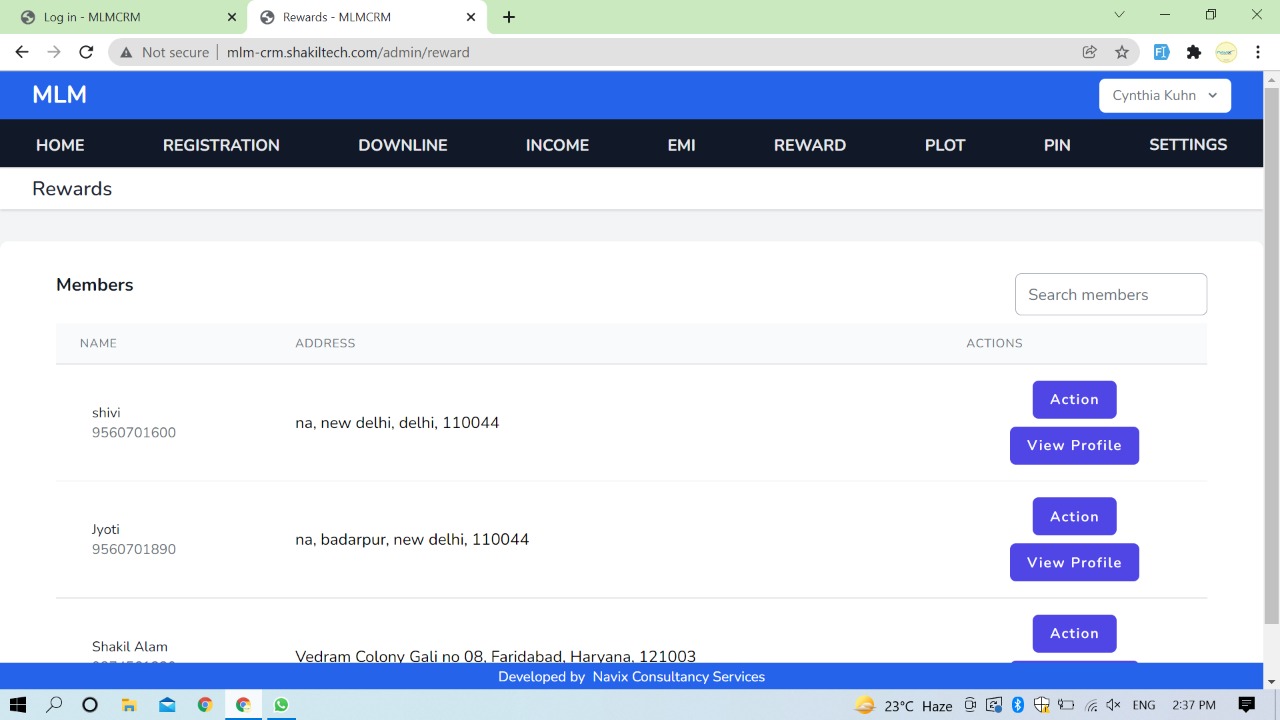 Log in - MLMCRM
Rewards - MLMCRM
Not secure
mlm-crm.shakiltech.com/admin/reward
MLM
Cynthia Kuhn
HOME REGISTRATION DOWNLINE INCOME EMI REWARD PLOT PIN SETTINGS
Rewards
Members
Search members
NAME ADDRESS ACTIONS
shivi
9560701600
na, new delhi, delhi, 110044
Action
View Profile
Jyoti
9560701890
na, badarpur, new delhi, 110044
Action
View Profile
Shakil Alam
Vedram Colony Gali no 08, Faridabad, Haryana, 121003
Action
Developed by Navix Consultancy Services
23°C Haze
ENG
2:37 PM